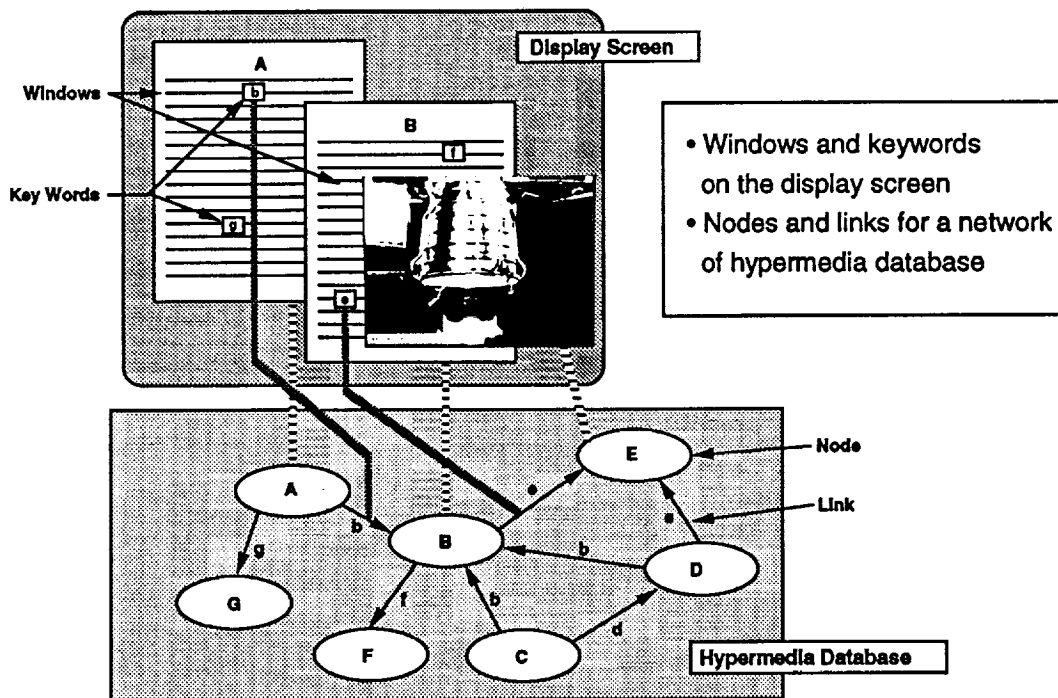 Display Screen
A
b
Windows
B
f
Key Words
g
e
• Windows and keywords
on the display screen
• Nodes and links for a network
of hypermedia database
E
Node
A
e
e
Link
b
B
b
D
g
G
f
b
d
F
C
Hypermedia Database